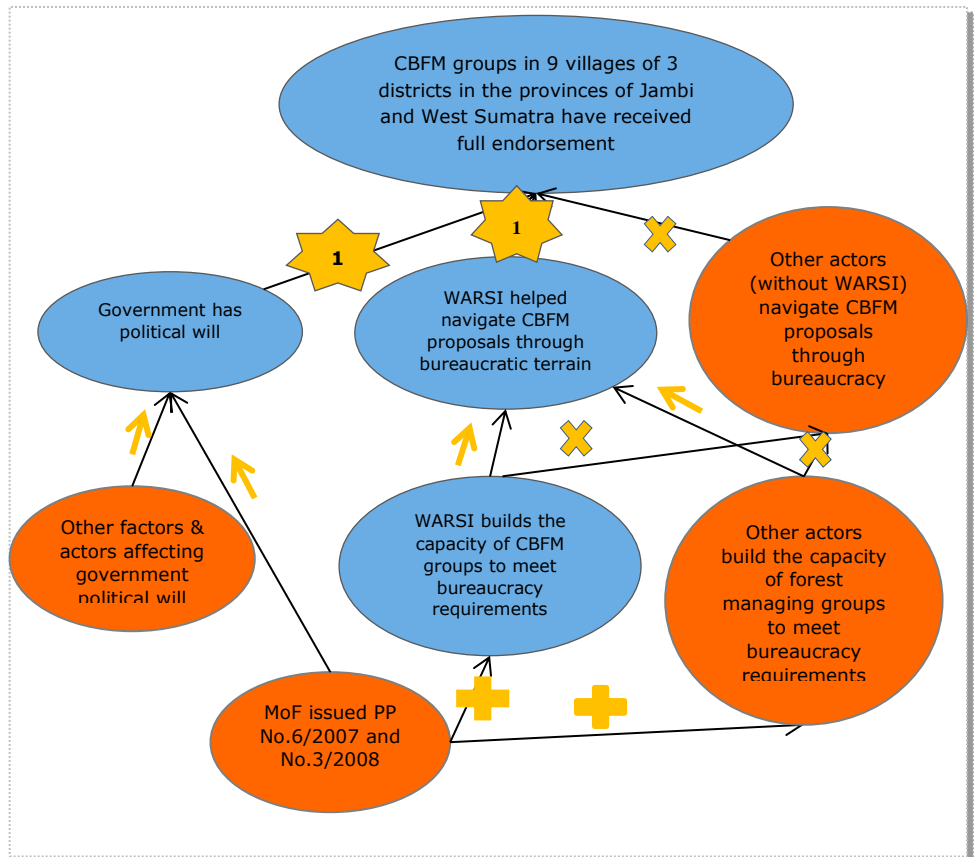 CBFM groups in 9 villages of 3
districts in the provinces of Jambi
and West Sumatra have received
full endorsement
1
1
Government has
political will
WARSI helped
navigate CBFM
proposals through
bureaucratic terrain
Other actors
(without WARSI)
navigate CBFM
proposals
through
bureaucracy
Other factors &
actors affecting
government
political will
WARSI builds the
capacity of CBFM
groups to meet
bureaucracy
requirements
Other actors
build the capacity
of forest
managing groups
to meet
bureaucracy
requirements
MoF issued PP
No.6/2007 and
No.3/2008